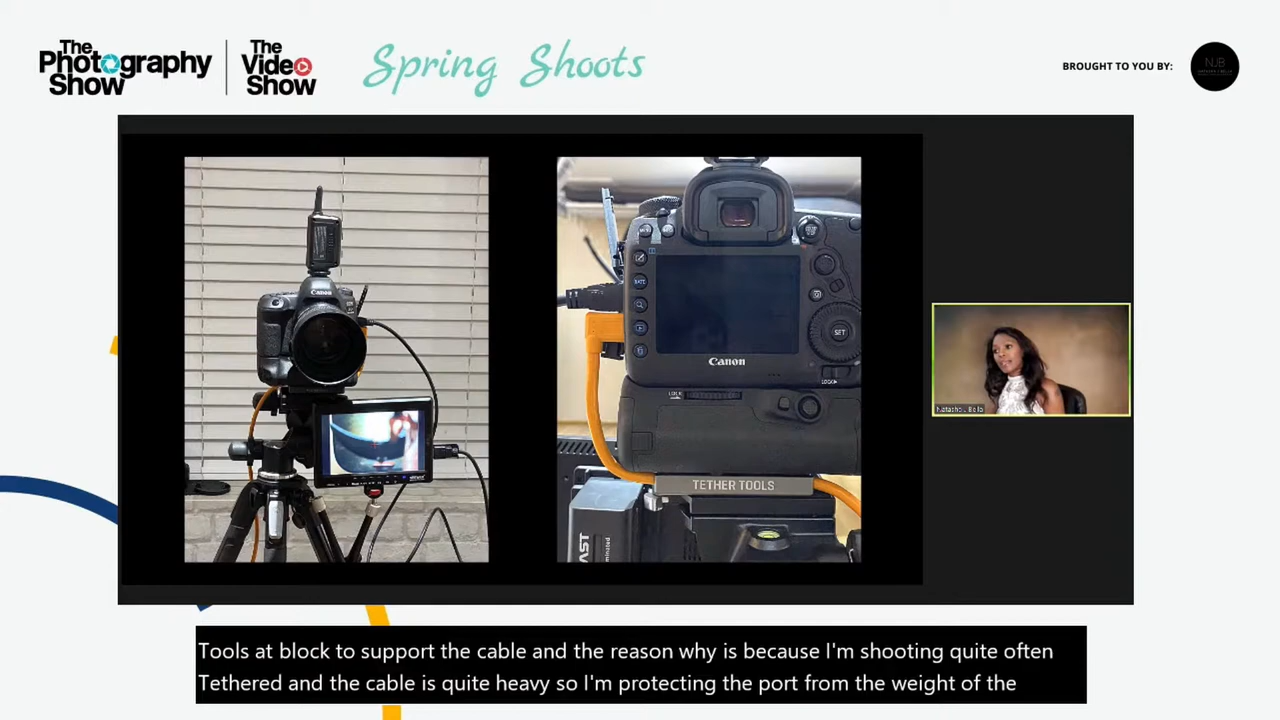 The
Photography
Show
The
Video
Show
Spring Shoots
BROUGHT TO YOU BY:
NJB
Canon
Canon
SET
TETHER TOOLS
Tools at block to support the cable and the reason why is because I'm shooting quite often
Tethered and the cable is quite heavy so I'm protecting the port from the weight of the